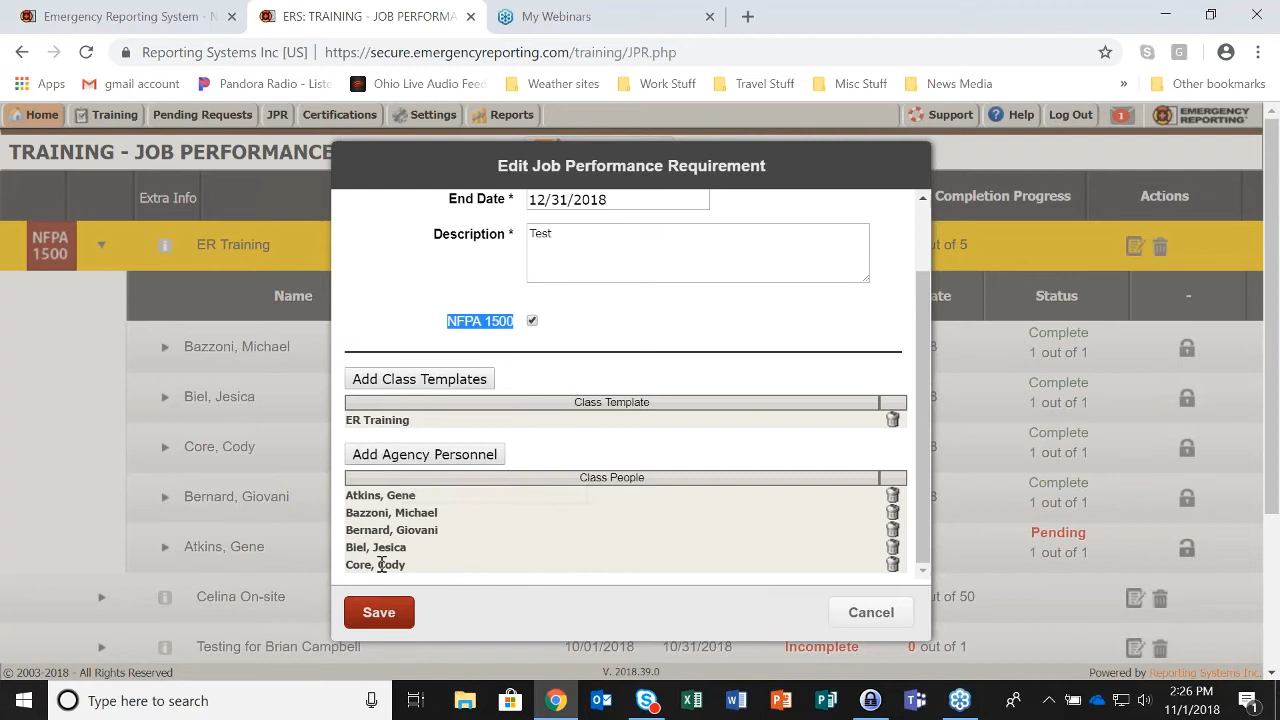 Emergency Reporting System - N
ERS: TRAINING - JOB PERFORMA
My Webinars
Reporting Systems Inc [US] | https://secure.emergencyreporting.com/training/JPR.php
Apps
gmail account
Pandora Radio - Liste
Ohio Live Audio Feed
Weather sites
Work Stuff
Travel Stuff
Misc Stuff
News Media
»
Other bookmarks
Home
Training
Pending Requests
JPR
Certifications
Settings
Reports
Support
Help
Log Out
1
EMERGENCY REPORTING
TRAINING - JOB PERFORMANCE
Edit Job Performance Requirement
Extra Info
Completion Progress
Actions
End Date *
12/31/2018
NFPA 1500
ER Training
out of 5
Description *
Test
Name
ate
Status
-
NFPA 1500
Bazzoni, Michael
Complete
1 out of 1
Add Class Templates
Class Template
ER Training
Biel, Jesica
Complete
1 out of 1
Core, Cody
Complete
1 out of 1
Add Agency Personnel
Class People
Atkins, Gene
Bazzoni, Michael
Bernard, Giovani
Biel, Jesica
Core, Cody
Bernard, Giovani
Complete
1 out of 1
Atkins, Gene
Pending
1 out of 1
Save
Cancel
Celina On-site
out of 50
Testing for Brian Campbell
10/01/2018
10/31/2018
Incomplete
0 out of 1
© 2003-2018 - All Rights Reserved
V. 2018.39.0
Powered by Reporting Systems Inc.
Type here to search
2:26 PM
11/1/2018
1